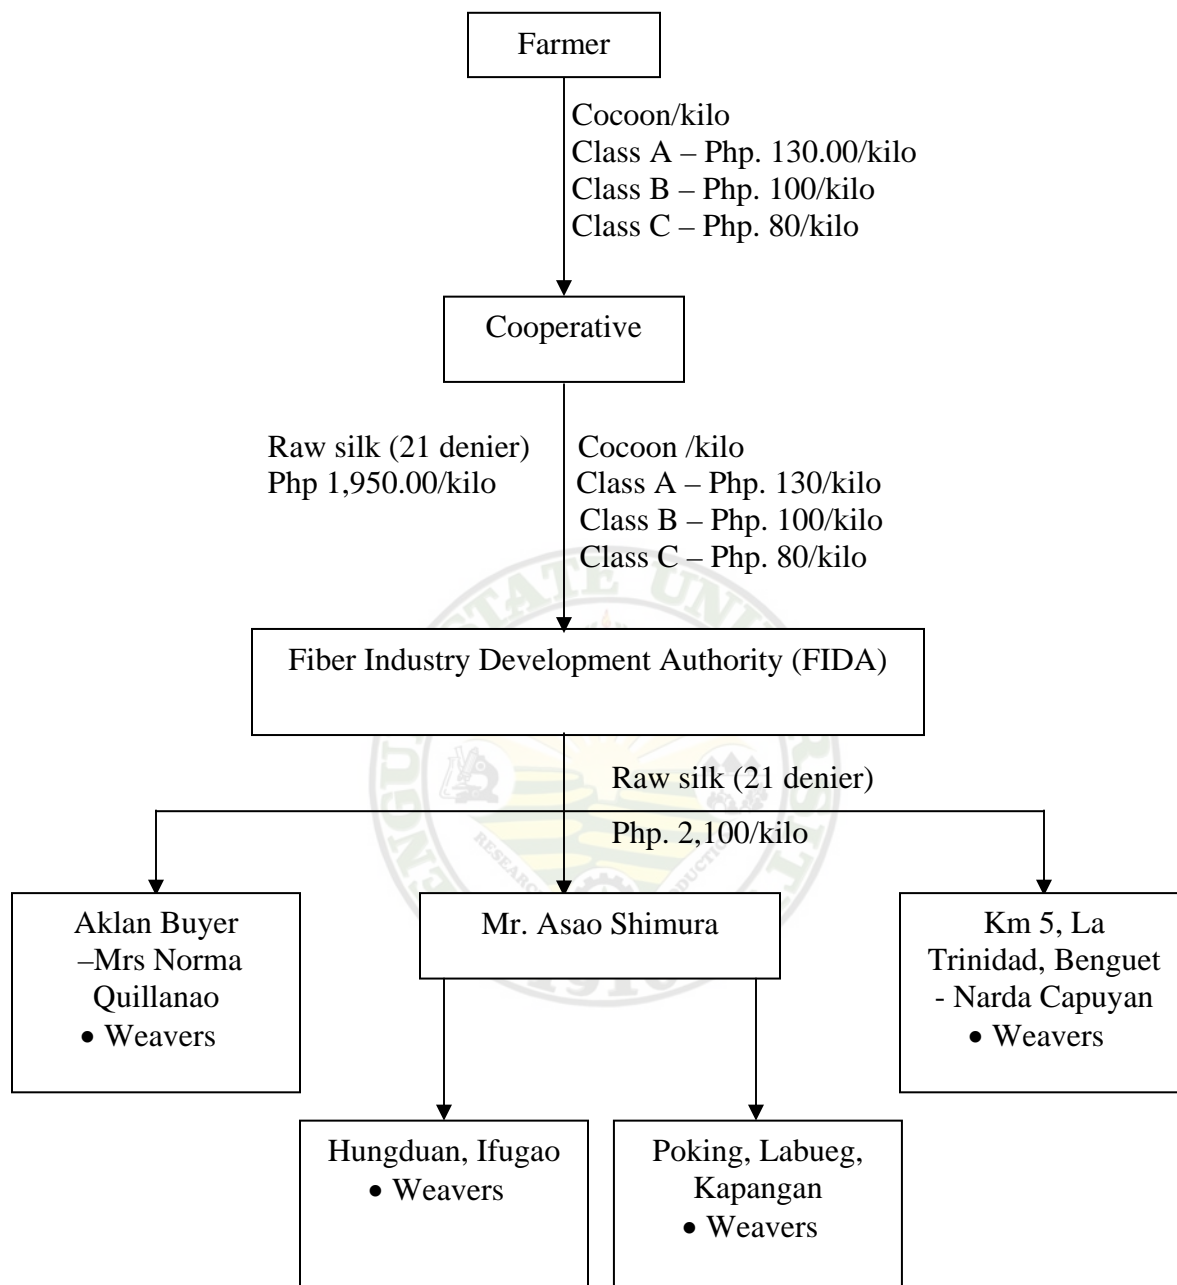 Farmer
Cocoon/kilo
Class A – Php. 130.00/kilo
Class B – Php. 100/kilo
Class C – Php. 80/kilo
Cooperative
Raw silk (21 denier)
Php 1,950.00/kilo
Cocoon /kilo
Class A – Php. 130/kilo
Class B – Php. 100/kilo
Class C – Php. 80/kilo
Fiber Industry Development Authority (FIDA)
Raw silk (21 denier)
Php. 2,100/kilo
Aklan Buyer
–Mrs Norma
Quillanao
• Weavers
Mr. Asao Shimura
Km 5, La
Trinidad, Benguet
- Narda Capuyan
• Weavers
Hungduan, Ifugao
• Weavers
Poking, Labueg,
Kapangan
• Weavers
STATE
1916